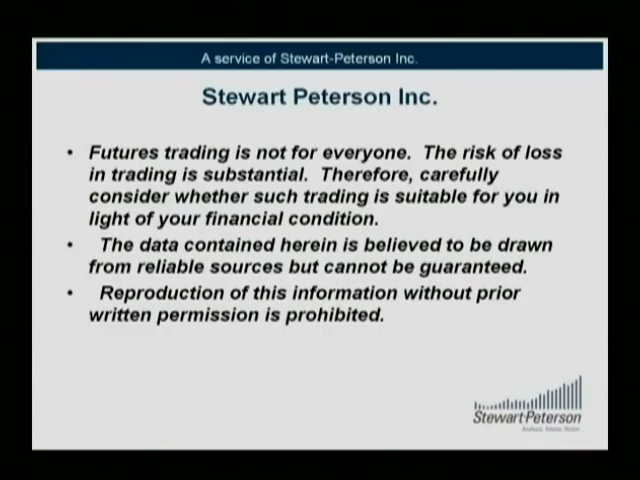 A service of Stewart-Peterson Inc.
Stewart Peterson Inc.
• Futures trading is not for everyone. The risk of loss
in trading is substantial. Therefore, carefully
consider whether such trading is suitable for you in
light of your financial condition.
• The data contained herein is believed to be drawn
from reliable sources but cannot be guaranteed.
• Reproduction of this information without prior
written permission is prohibited.
Stewart-Peterson